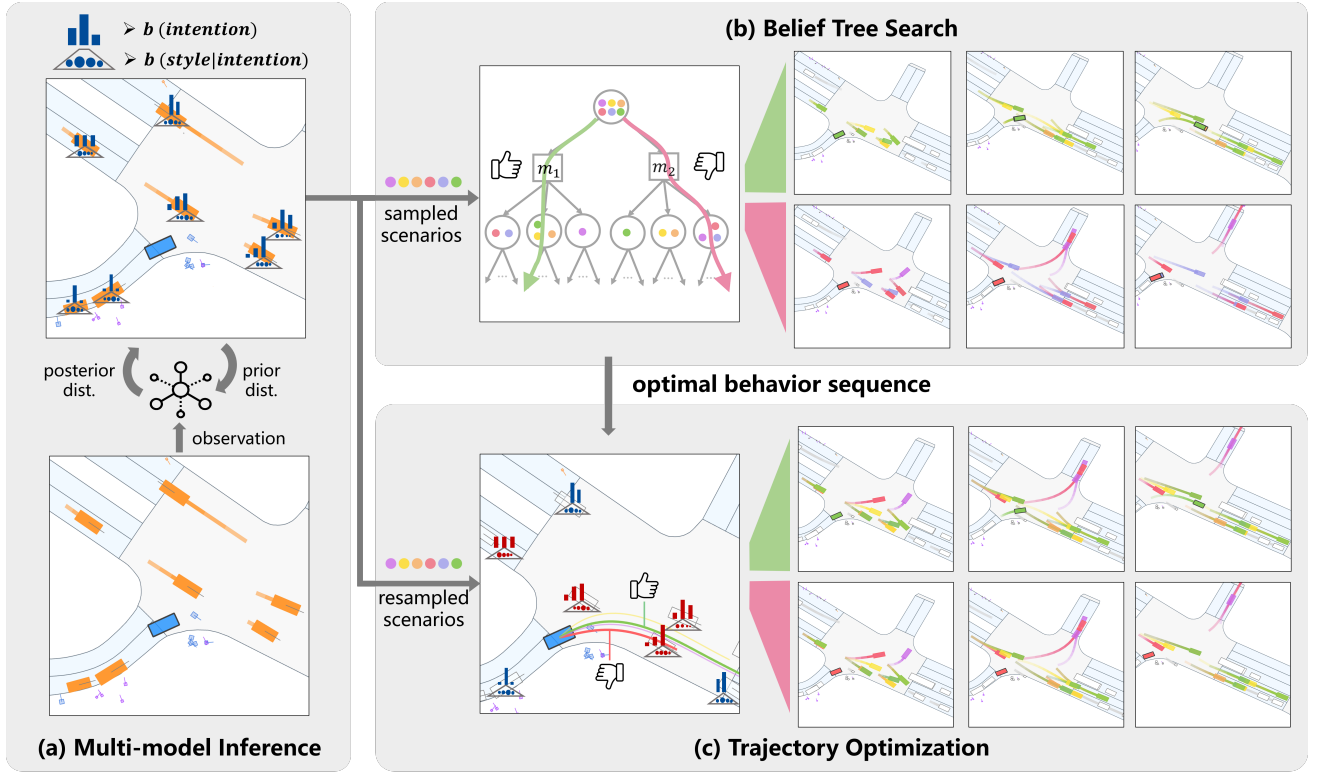 ➢ b (intention)
➢ b (style|intention)
posterior
dist.
prior
dist.
observation
(a) Multi-model Inference
(b) Belief Tree Search
sampled
scenarios
m₁
m₂
...
...
...
...
...
...
optimal behavior sequence
resampled
scenarios
(c) Trajectory Optimization